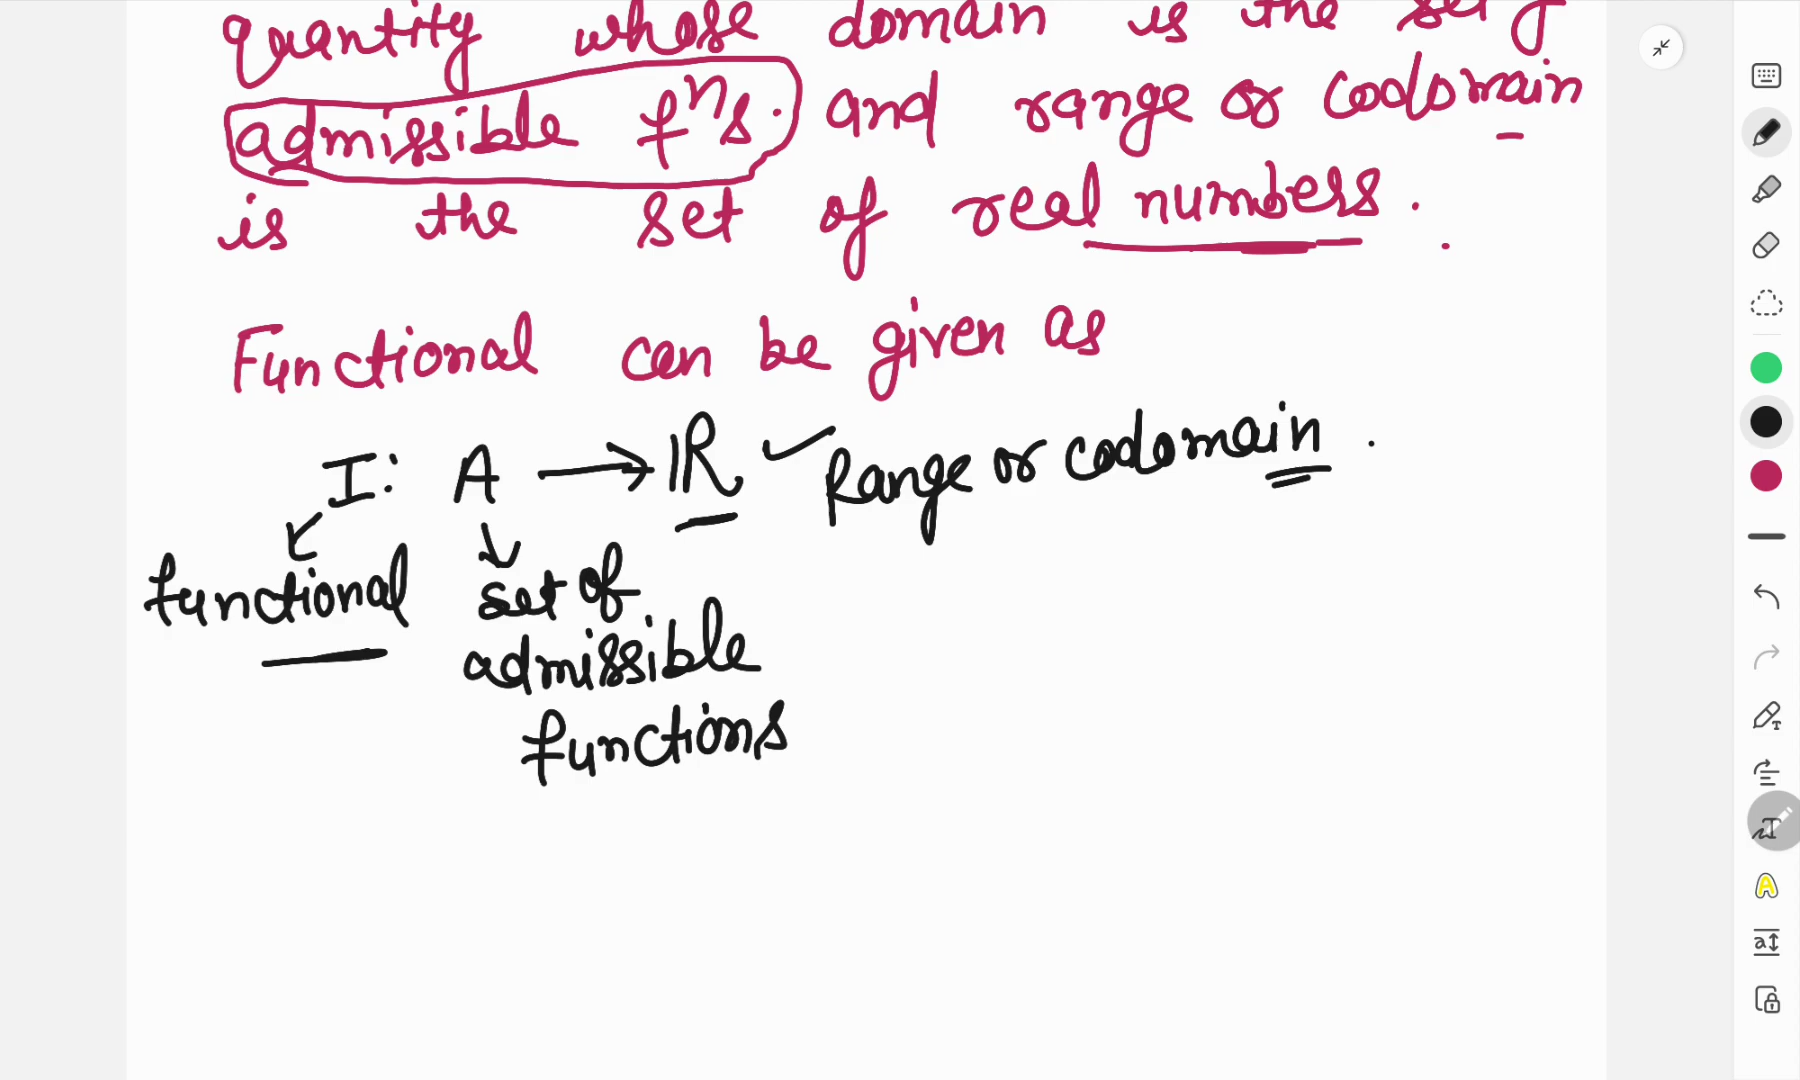 quantity whose domain is the set of
admissible fⁿs. and range or codomain
is the set of real numbers.
Functional can be given as
I: A → ℝ ✓ Range or codomain.
functional set of
admissible
functions